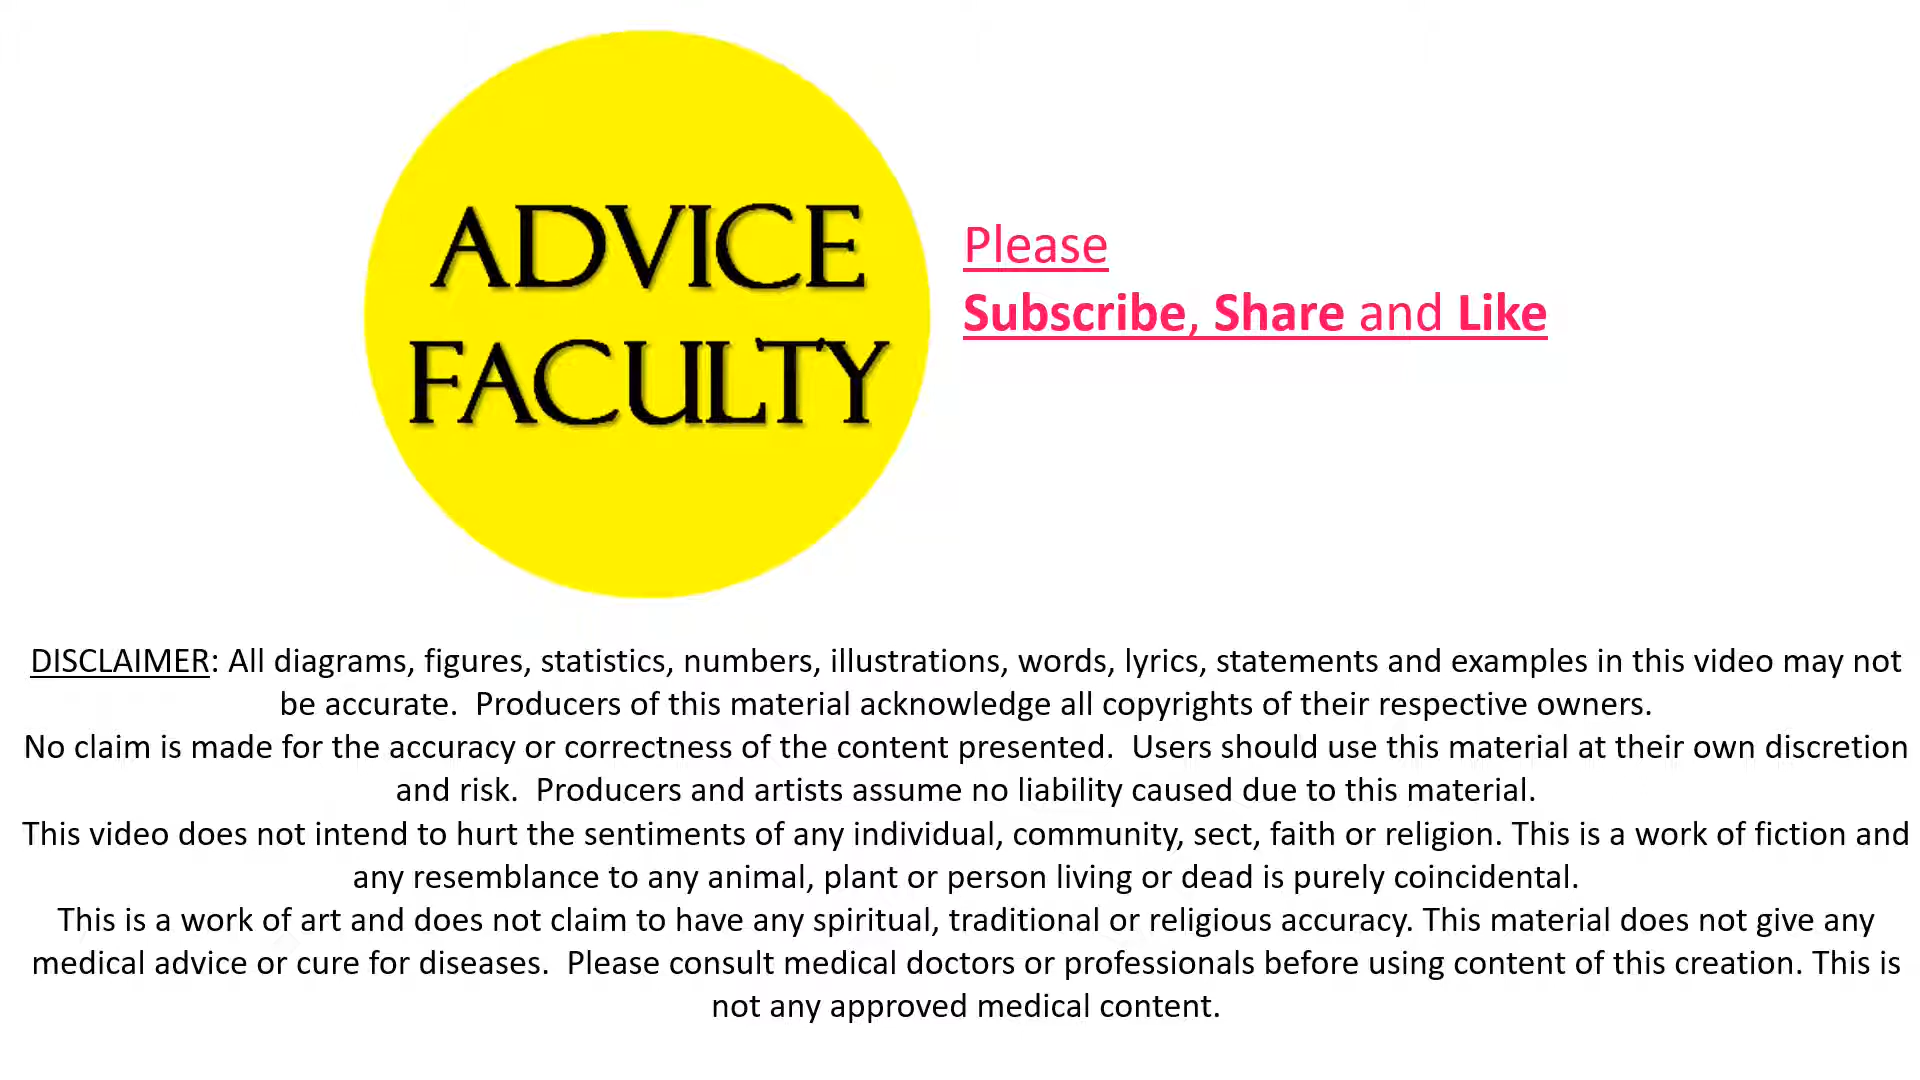 ADVICE
FACULTY
Please
Subscribe, Share and Like
DISCLAIMER: All diagrams, figures, statistics, numbers, illustrations, words, lyrics, statements and examples in this video may not
be accurate.  Producers of this material acknowledge all copyrights of their respective owners.
No claim is made for the accuracy or correctness of the content presented.  Users should use this material at their own discretion
and risk.  Producers and artists assume no liability caused due to this material.
This video does not intend to hurt the sentiments of any individual, community, sect, faith or religion. This is a work of fiction and
any resemblance to any animal, plant or person living or dead is purely coincidental.
This is a work of art and does not claim to have any spiritual, traditional or religious accuracy. This material does not give any
medical advice or cure for diseases.  Please consult medical doctors or professionals before using content of this creation. This is
not any approved medical content.